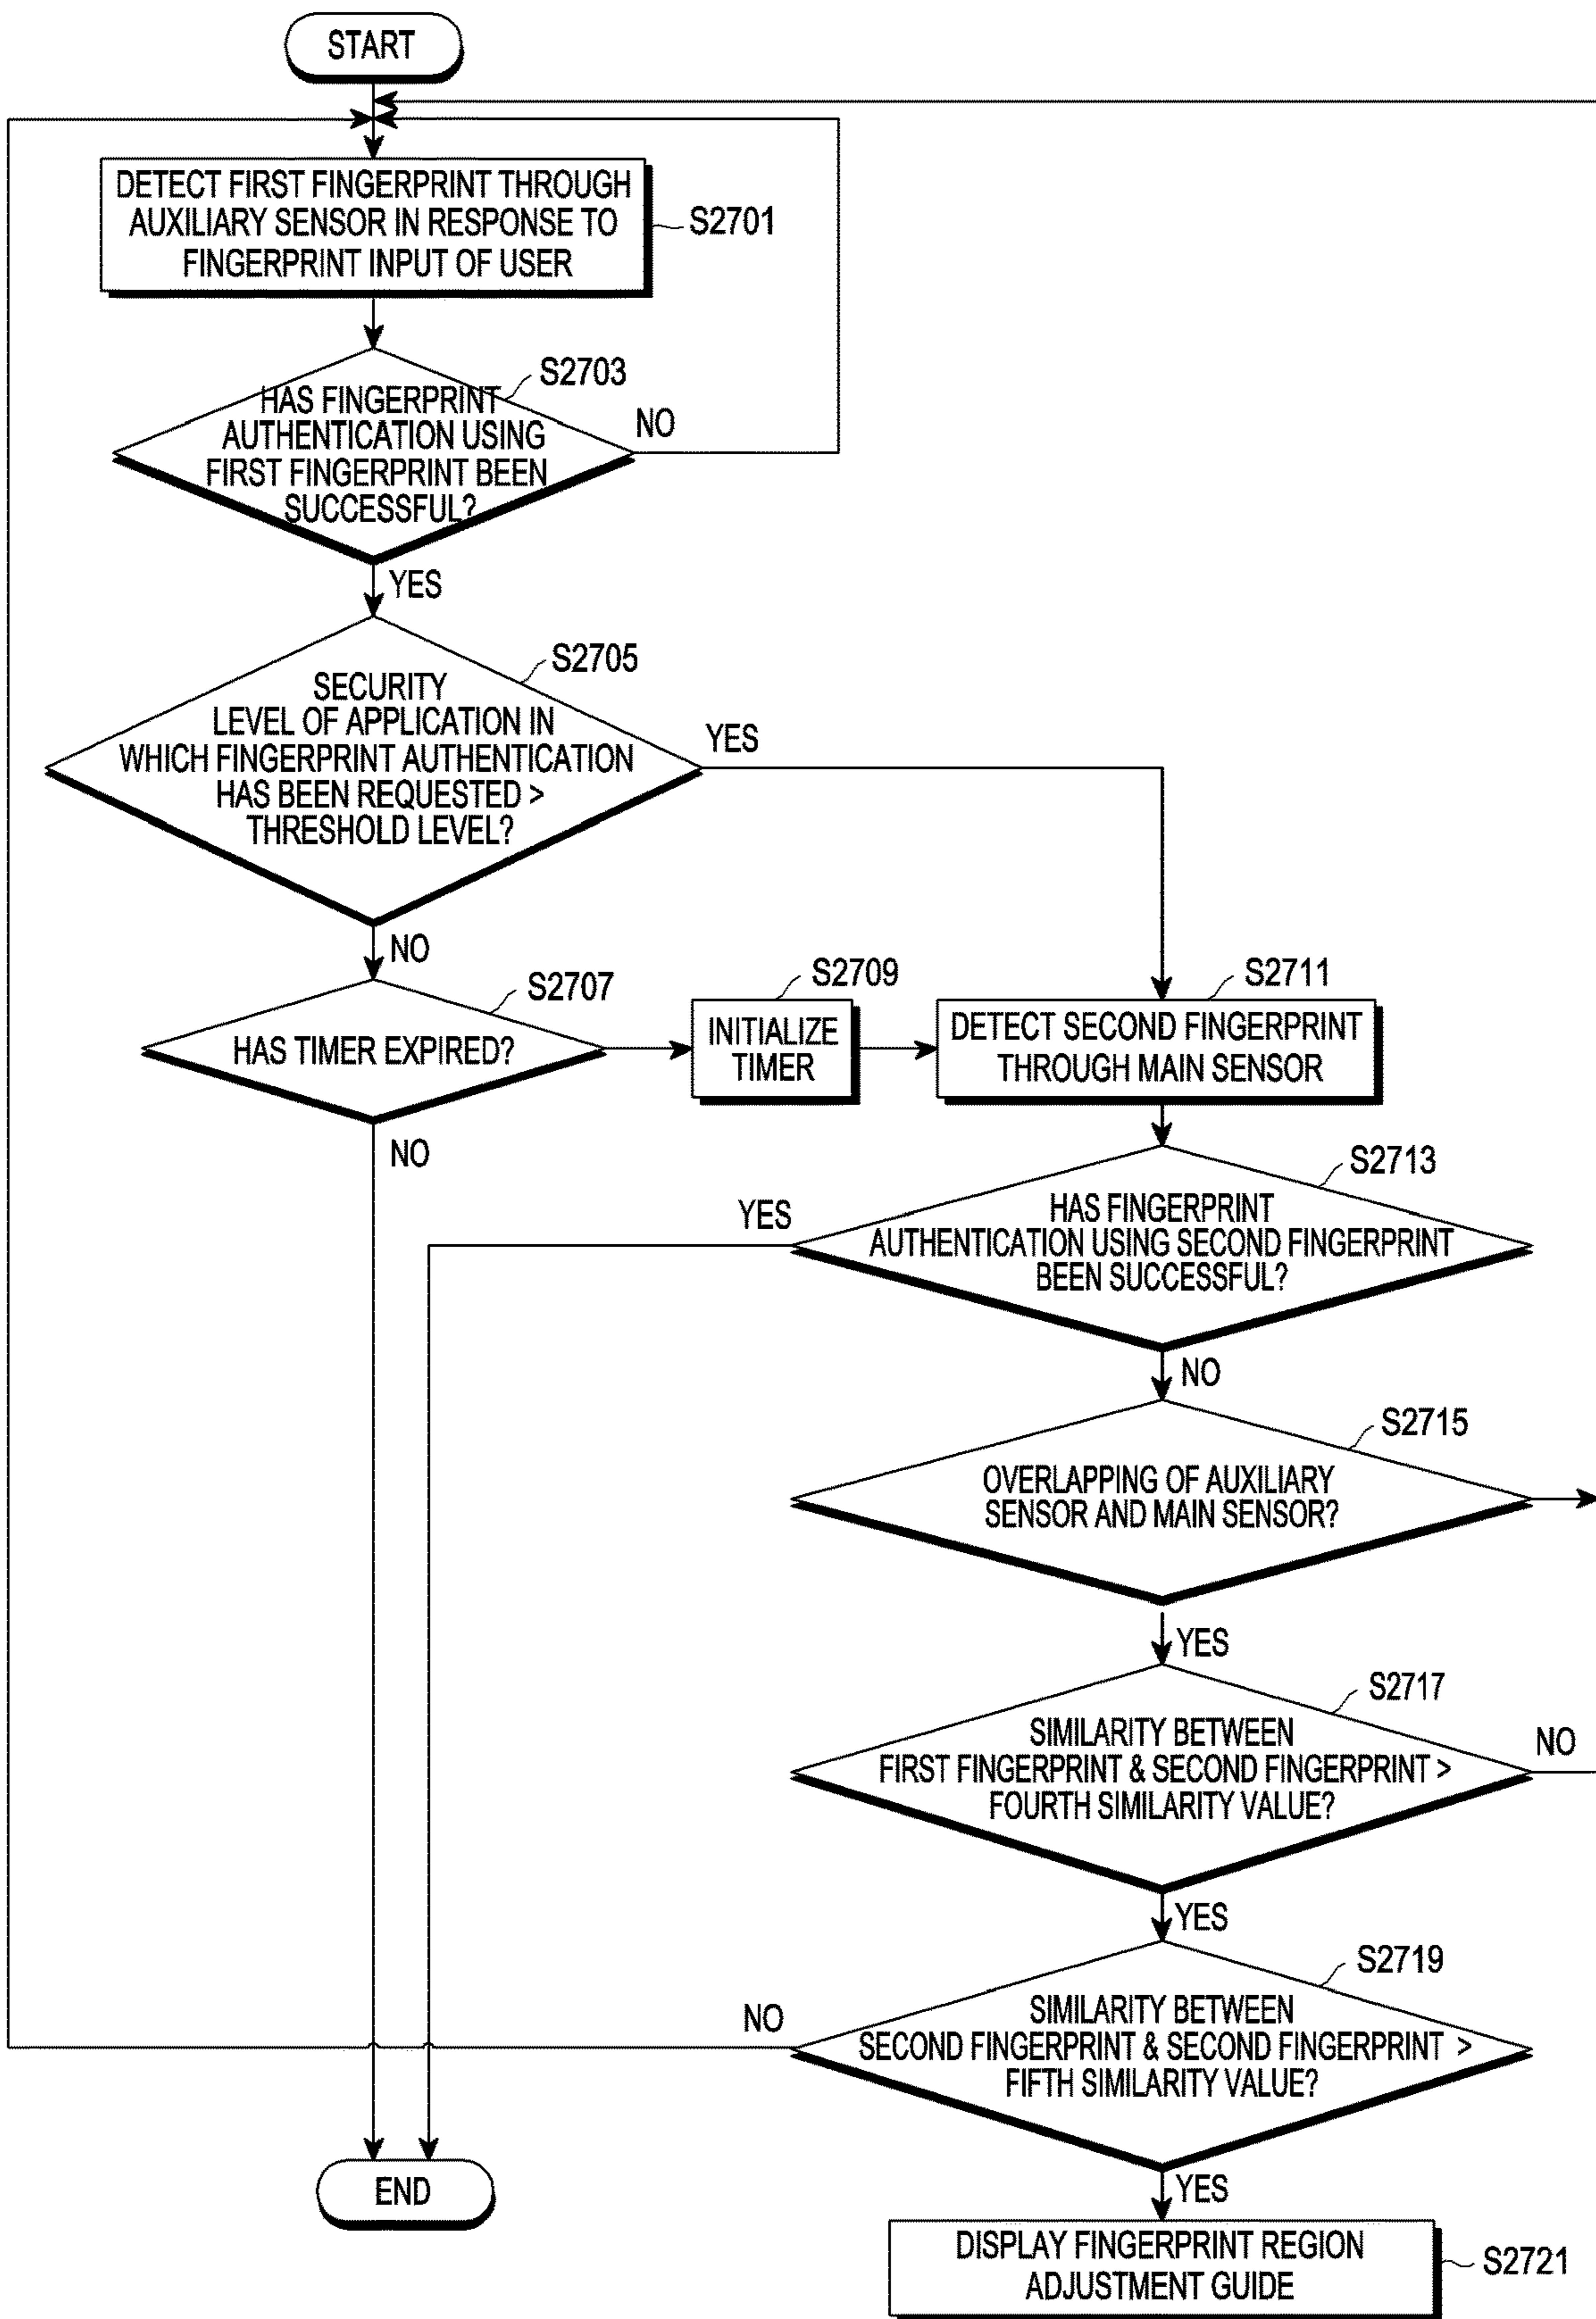 START
DETECT FIRST FINGERPRINT THROUGH
AUXILIARY SENSOR IN RESPONSE TO
FINGERPRINT INPUT OF USER
S2701
S2703
HAS FINGERPRINT
AUTHENTICATION USING
FIRST FINGERPRINT BEEN
SUCCESSFUL?
NO
YES
S2705
SECURITY
LEVEL OF APPLICATION IN
WHICH FINGERPRINT AUTHENTICATION
HAS BEEN REQUESTED >
THRESHOLD LEVEL?
YES
NO
S2707
HAS TIMER EXPIRED?
NO
S2709
INITIALIZE
TIMER
S2711
DETECT SECOND FINGERPRINT
THROUGH MAIN SENSOR
S2713
HAS FINGERPRINT
AUTHENTICATION USING SECOND FINGERPRINT
BEEN SUCCESSFUL?
YES
NO
S2715
OVERLAPPING OF AUXILIARY
SENSOR AND MAIN SENSOR?
YES
S2717
SIMILARITY BETWEEN
FIRST FINGERPRINT & SECOND FINGERPRINT >
FOURTH SIMILARITY VALUE?
NO
YES
S2719
SIMILARITY BETWEEN
SECOND FINGERPRINT & SECOND FINGERPRINT >
FIFTH SIMILARITY VALUE?
NO
YES
END
DISPLAY FINGERPRINT REGION
ADJUSTMENT GUIDE
S2721